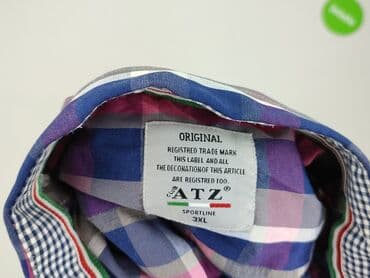 ORIGINAL
REGISTRED TRADE MARK
THIS LABEL AND ALL
THE DECORATION OF THIS ARTICLE
ARE REGISTRED TOO.
ATZ®
SPORTLINE
3XL